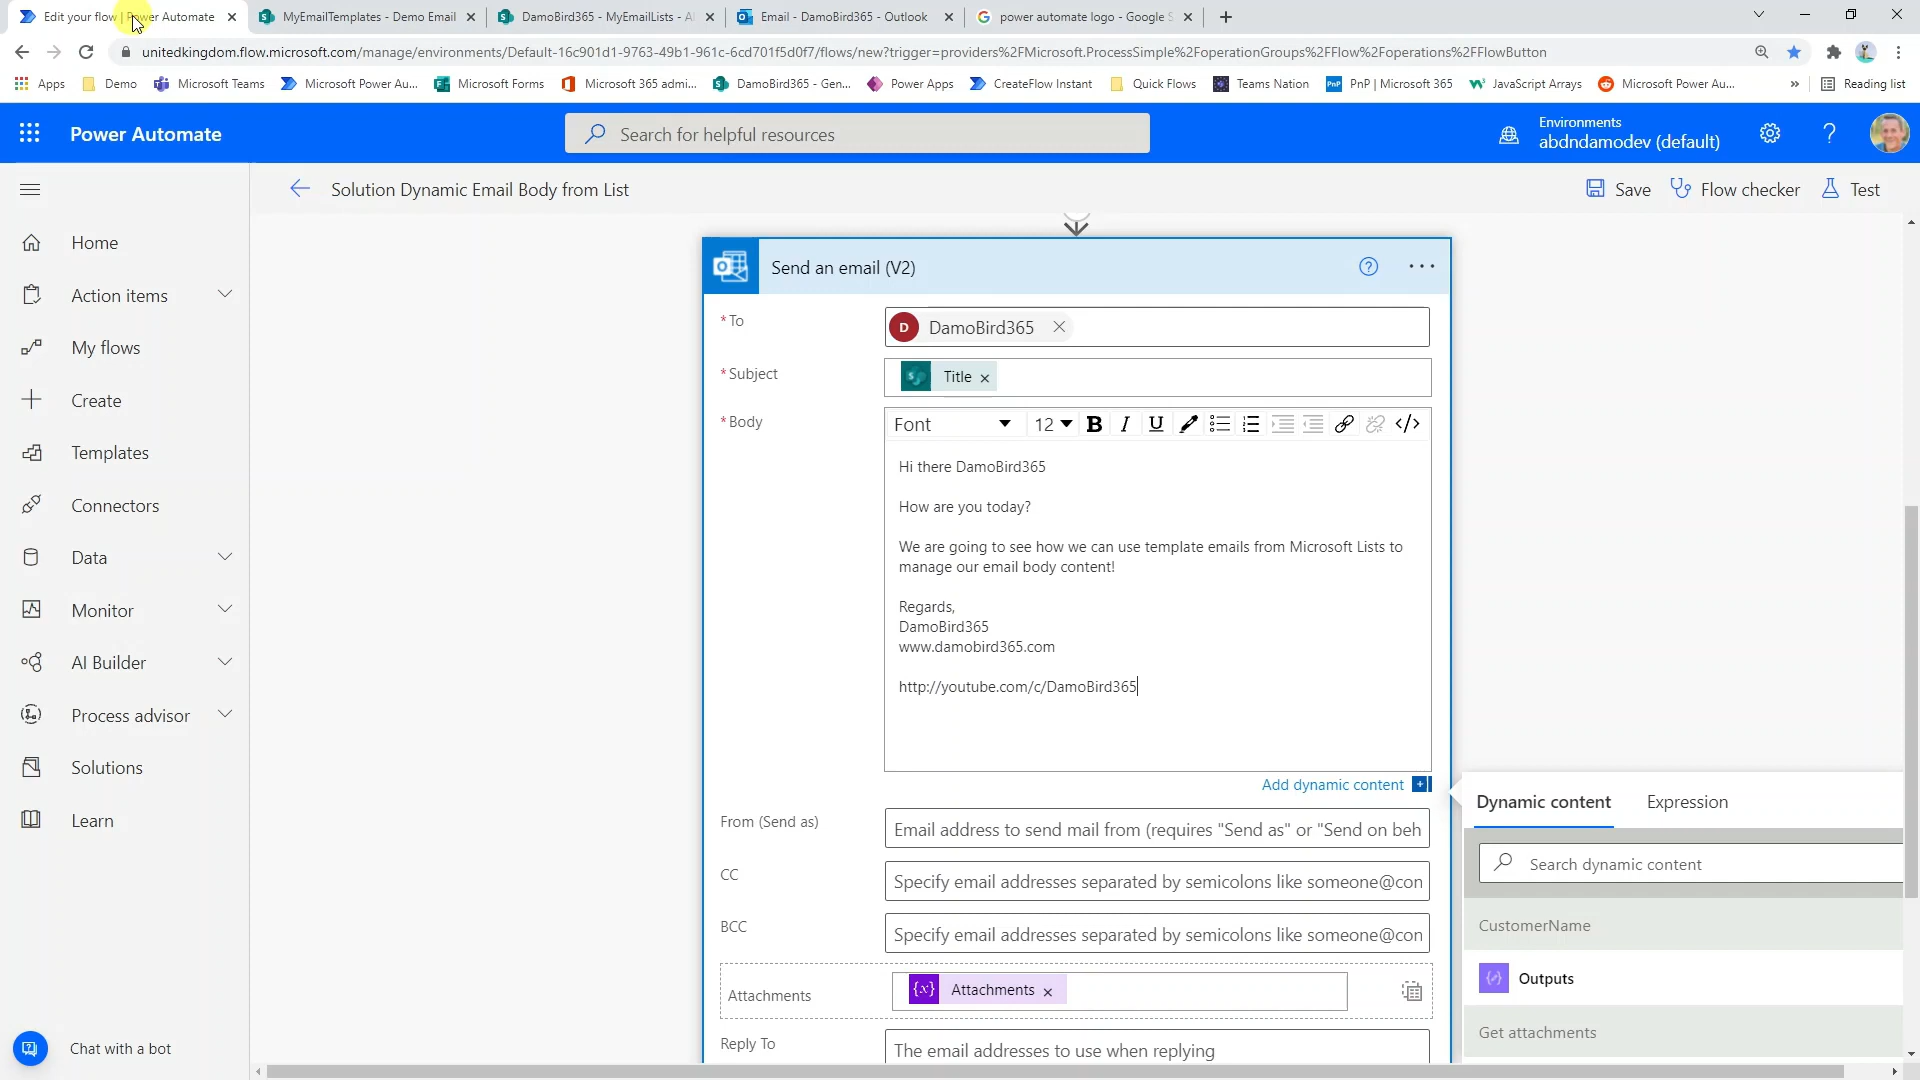 Edit your flow | Power Automate
MyEmailTemplates - Demo Email
DamoBird365 - MyEmailLists - Al
Email - DamoBird365 - Outlook
power automate logo - Google S
unitedkingdom.flow.microsoft.com/manage/environments/Default-16c901d1-9763-49b1-961c-6cd701f5d0f7/flows/new?trigger=providers%2FMicrosoft.ProcessSimple%2FoperationGroups%2FFlow%2Foperations%2FFlowButton
Apps
Demo
Microsoft Teams
Microsoft Power Au...
Microsoft Forms
Microsoft 365 admi...
DamoBird365 - Gen...
Power Apps
CreateFlow Instant
Quick Flows
Teams Nation
PnP | Microsoft 365
JavaScript Arrays
Microsoft Power Au...
»
Reading list
Power Automate
Search for helpful resources
Environments
abdndamodev (default)
?
Solution Dynamic Email Body from List
Save
Flow checker
Test
Home
Action items
My flows
Create
Templates
Connectors
Data
Monitor
AI Builder
Process advisor
Solutions
Learn
Chat with a bot
Send an email (V2)
* To
D DamoBird365
* Subject
Title
* Body
Font 12 B I U </>
Hi there DamoBird365
How are you today?
We are going to see how we can use template emails from Microsoft Lists to
manage our email body content!
Regards,
DamoBird365
www.damobird365.com
http://youtube.com/c/DamoBird365
Add dynamic content
From (Send as)
Email address to send mail from (requires "Send as" or "Send on beh
CC
Specify email addresses separated by semicolons like someone@con
BCC
Specify email addresses separated by semicolons like someone@con
Attachments
{x} Attachments
Reply To
The email addresses to use when replying
Dynamic content
Expression
Search dynamic content
CustomerName
Outputs
Get attachments